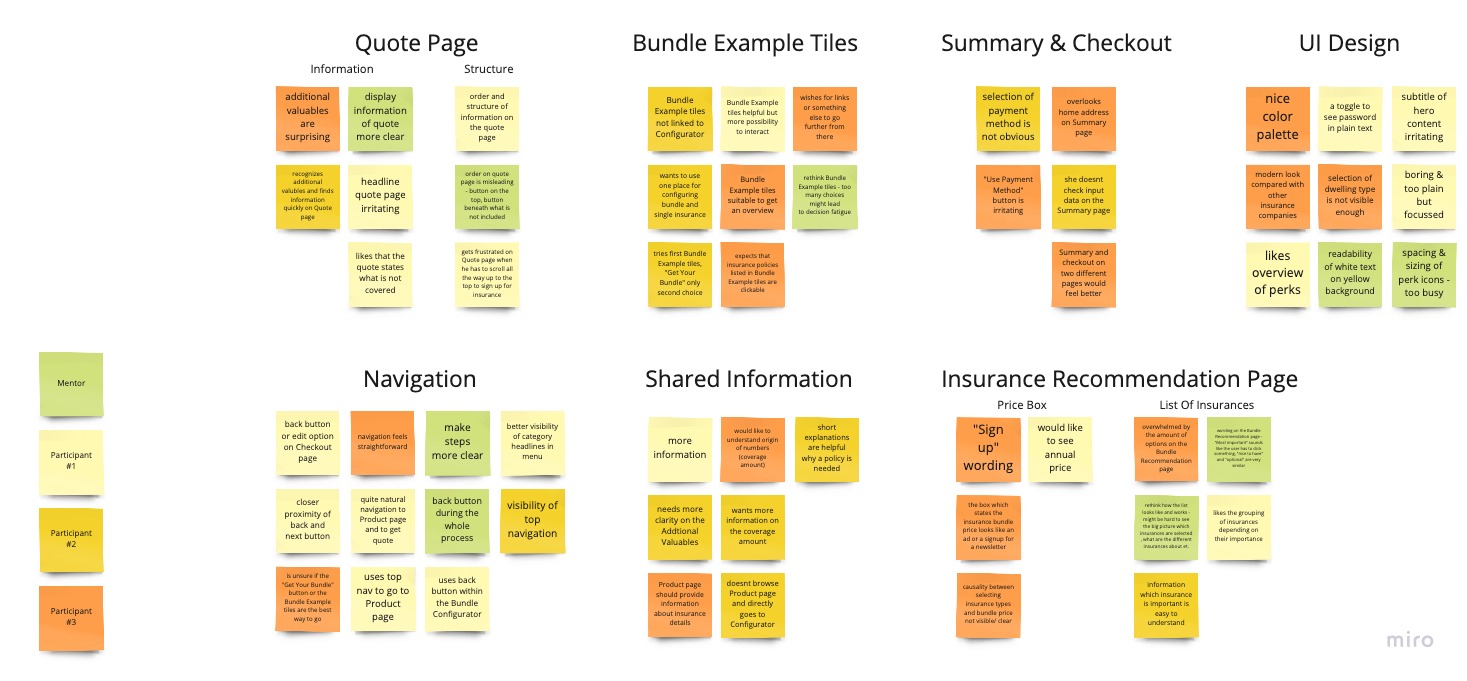 Quote Page
Information
Structure
additional
valuables
are
surprising
display
information
of quote
more clear
order and
structure of
information on
the quote
page
recognizes
additional
valubles and finds
information
quickly on Quote
page
headline
quote page
irritating
order on quote
page is misleading
- button on the
top, button
beneath what is
not included
likes that the
quote states
what is not
covered
gets frustrated on
Quote page when
he has to scroll all
the way up to the
top to sign up for
insurance
Bundle Example Tiles
Bundle
Example tiles
not linked to
Configurator
Bundle Example
tiles helpful but
more possibility
to interact
wishes for links
or something
else to go
further from
there
wants to use
one place for
configuring
bundle and
single insurance
Bundle
Example tiles
suitable to get
an overview
rethink Bundle
Example tiles - too
many choices
might lead
to decision fatigue
tries first Bundle
Example tiles,
"Get Your
Bundle" only
second choice
expects that
insurance policies
listed in Bundle
Example tiles are
clickable
Summary & Checkout
selection of
payment
method is
not obvious
overlooks
home address
on Summary
page
"Use Payment
Method"
button is
irritating
she doesnt
check input
data on the
Summary page
Summary and
checkout on
two different
pages would
feel better
UI Design
nice
color
palette
a toggle to
see password
in plain text
subtitle of
hero
content
irritating
modern look
compared with
other
insurance
companies
selection of
dwelling type
is not visible
enough
boring &
too plain
but
focussed
likes
overview
of perks
readability
of white text
on yellow
background
spacing &
sizing of
perk icons -
too busy
Mentor
Participant
#1
Participant
#2
Participant
#3
Navigation
back button
or edit option
on Checkout
page
navigation feels
straightforward
make
steps
more clear
better visibility
of category
headlines in
menu
closer
proximity of
back and
next button
quite natural
navigation to
Product page
and to get
quote
back button
during the
whole
process
visibility of
top
navigation
is unsure if the
"Get Your Bundle"
button or the
Bundle Example
tiles are the best
way to go
uses top
nav to go to
Product
page
uses back
button within
the Bundle
Configurator
Shared Information
more
information
would like to
understand origin
of numbers
(coverage
amount)
short
explanations
are helpful
why a policy is
needed
needs more
clarity on the
Addtional
Valuables
wants more
information on
the coverage
amount
Product page
should provide
information
about insurance
details
doesnt browse
Product page
and directly
goes to
Configurator
Insurance Recommendation Page
Price Box
List Of Insurances
"Sign
up"
wording
would like
to see
annual
price
the box which
states the
insurance bundle
price looks like an
ad or a signup for
a newsletter
causality between
selecting
insurance types
and bundle price
not visible/ clear
overwhelmed by
the amount of
options on the
Bundle
Recommendation
page
wording on the Bundle
Recommendation page -
"Most important" sounds
like the user has to click
something, "nice to have"
and "optional" are very
similar
rethink how the list
looks like and works -
might be hard to see
the big picture which
insurances are selected
, what are the different
insurances about et.
likes the grouping
of insurances
depending on
their importance
information
which insurance
is important is
easy to
understand
miro